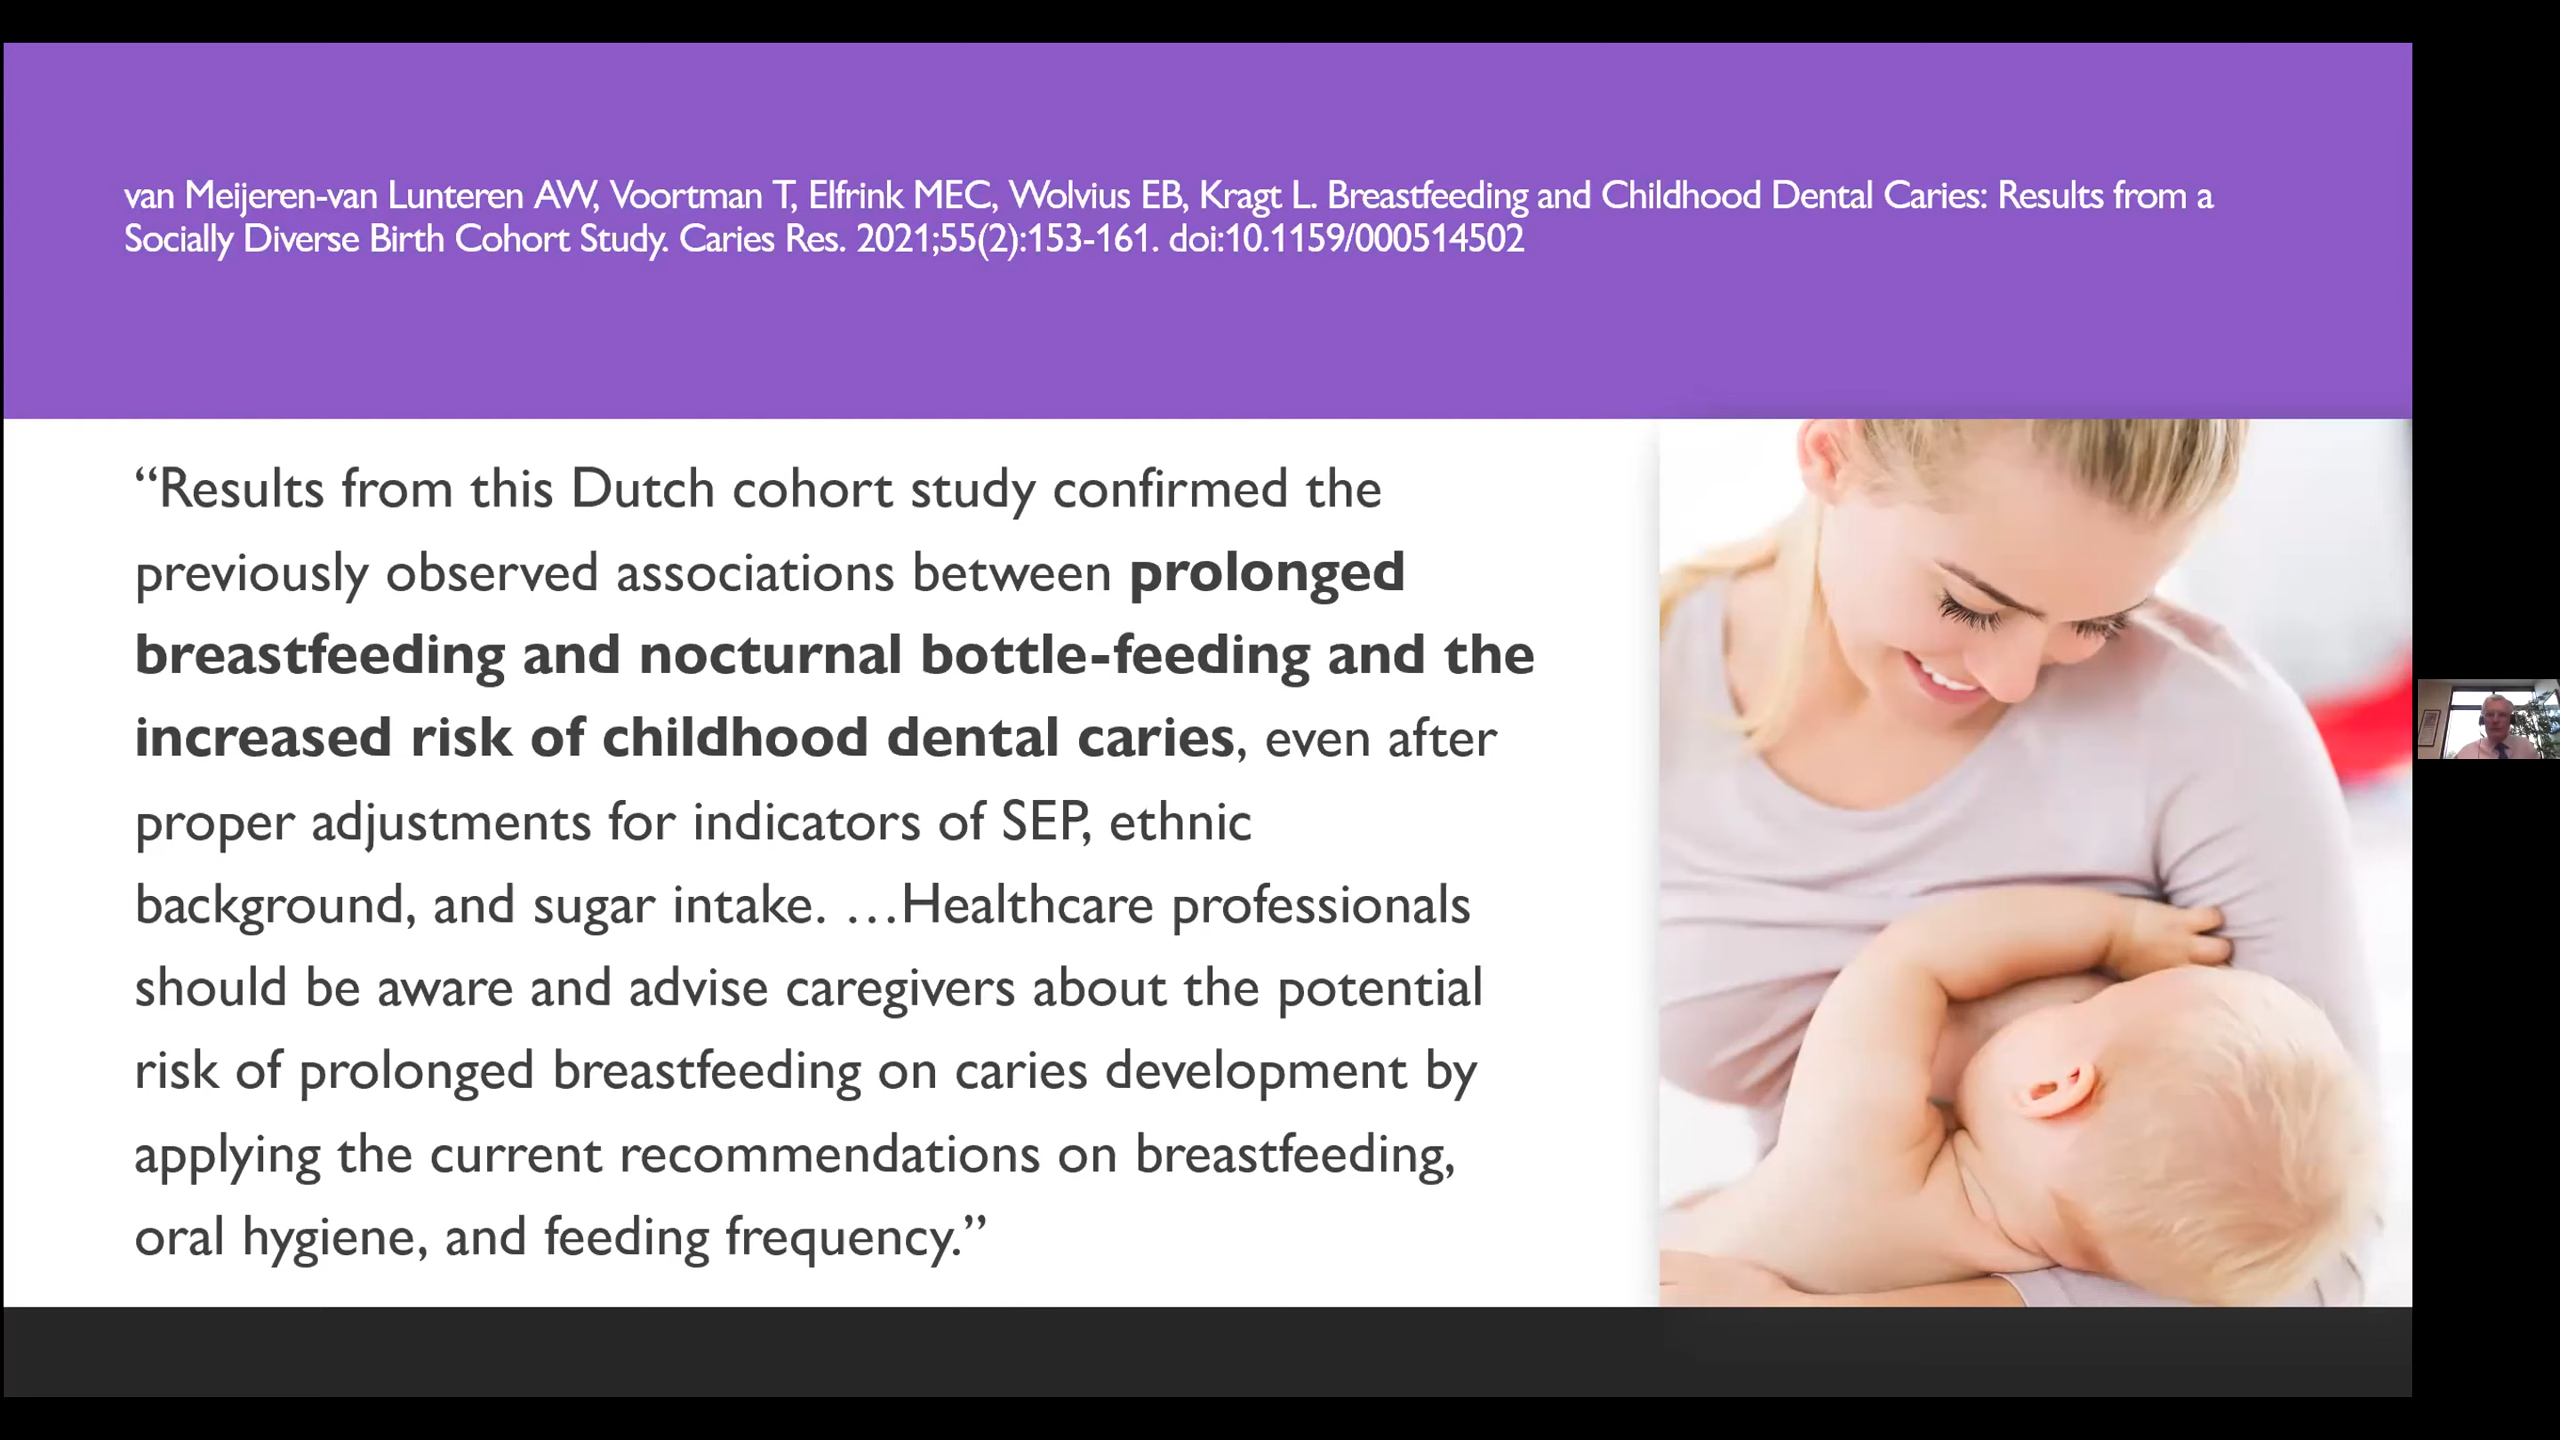 van Meijeren-van Lunteren AW, Voortman T, Elfrink MEC, Wolvius EB, Kragt L. Breastfeeding and Childhood Dental Caries: Results from a
Socially Diverse Birth Cohort Study. Caries Res. 2021;55(2):153-161. doi:10.1159/000514502
“Results from this Dutch cohort study confirmed the
previously observed associations between prolonged
breastfeeding and nocturnal bottle-feeding and the
increased risk of childhood dental caries, even after
proper adjustments for indicators of SEP, ethnic
background, and sugar intake. …Healthcare professionals
should be aware and advise caregivers about the potential
risk of prolonged breastfeeding on caries development by
applying the current recommendations on breastfeeding,
oral hygiene, and feeding frequency.”